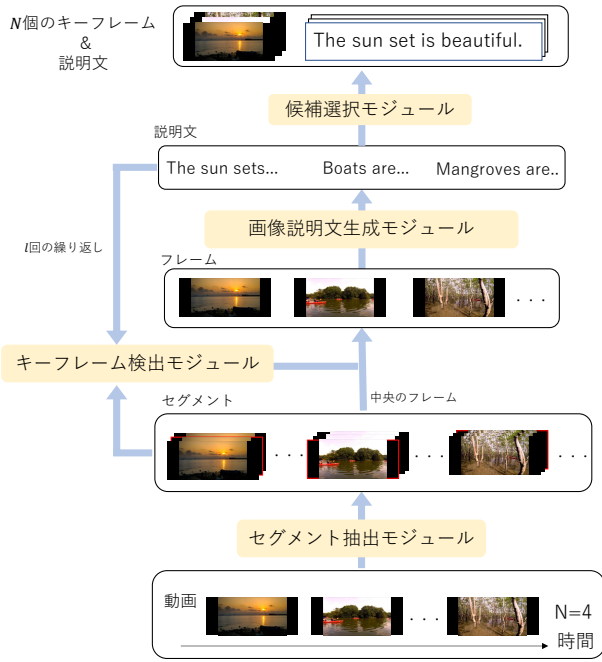 N個のキーフレーム
&
説明文
The sun set is beautiful.
候補選択モジュール
説明文
The sun sets...
Boats are...
Mangroves are..
l回の繰り返し
画像説明文生成モジュール
フレーム
・・・
キーフレーム検出モジュール
中央のフレーム
セグメント
・・・
・・・
・・・
セグメント抽出モジュール
動画
・・・
N=4
時間